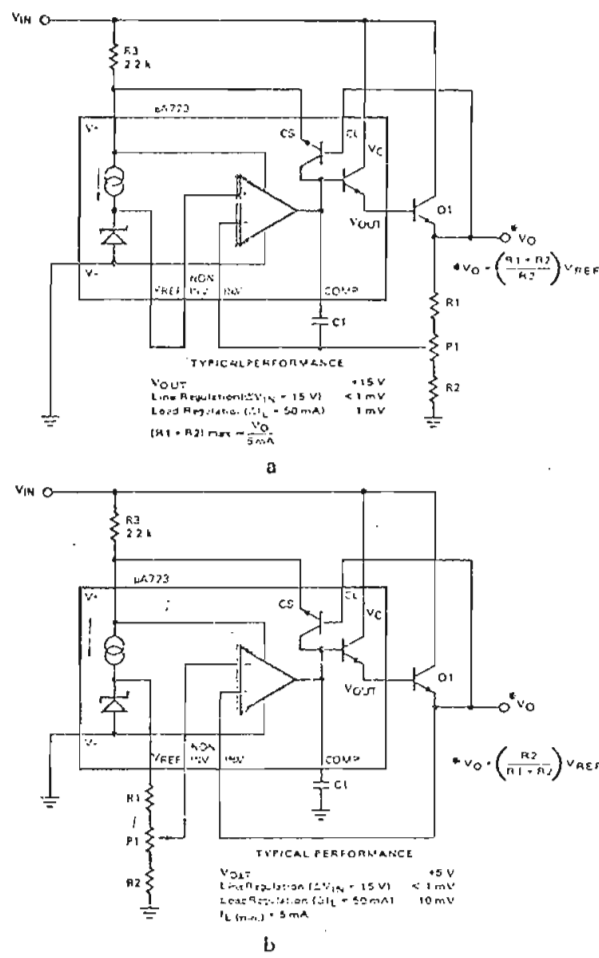 VIN
R3
2.2 k
µA723
V+
CS
CL
VC
VOUT
Q1
* VO
* VO = (R1 + R2 / R2) VREF
V-
VREF
NON INV
INV
COMP
C1
R1
P1
R2
TYPICAL PERFORMANCE
VOUT +15 V
Line Regulation (ΔVIN = 15 V) < 1 mV
Load Regulation (ΔIL = 50 mA) 1 mV
(R1 + R2) max = VO / 5 mA
a
VIN
R3
2.2 k
µA723
V+
CS
CL
VC
VOUT
Q1
* VO
* VO = (R2 / R1 + R2) VREF
V-
VREF
NON INV
INV
COMP
C1
R1
P1
R2
TYPICAL PERFORMANCE
VOUT +5 V
Line Regulation (ΔVIN = 15 V) < 1 mV
Load Regulation (ΔIL = 50 mA) 10 mV
IL (min) = 5 mA
b